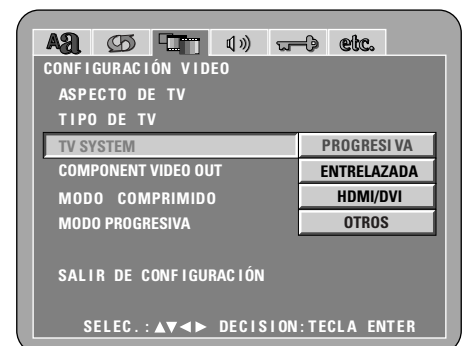 Aa etc.
CONFIGURACIÓN VIDEO
ASPECTO DE TV
TIPO DE TV
TV SYSTEM PROGRESIVA
COMPONENT VIDEO OUT ENTRELAZADA
MODO COMPRIMIDO HDMI/DVI
MODO PROGRESIVA OTROS
SALIR DE CONFIGURACIÓN
SELEC.:▲▼◄► DECISION:TECLA ENTER